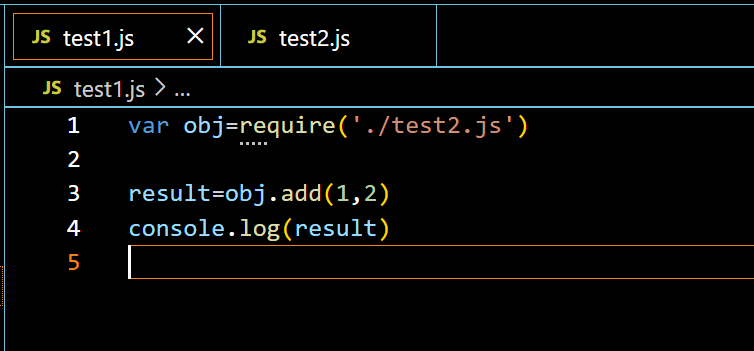 JS test1.js × JS test2.js
JS test1.js > ...
1 var obj=require('./test2.js')
2
3 result=obj.add(1,2)
4 console.log(result)
5